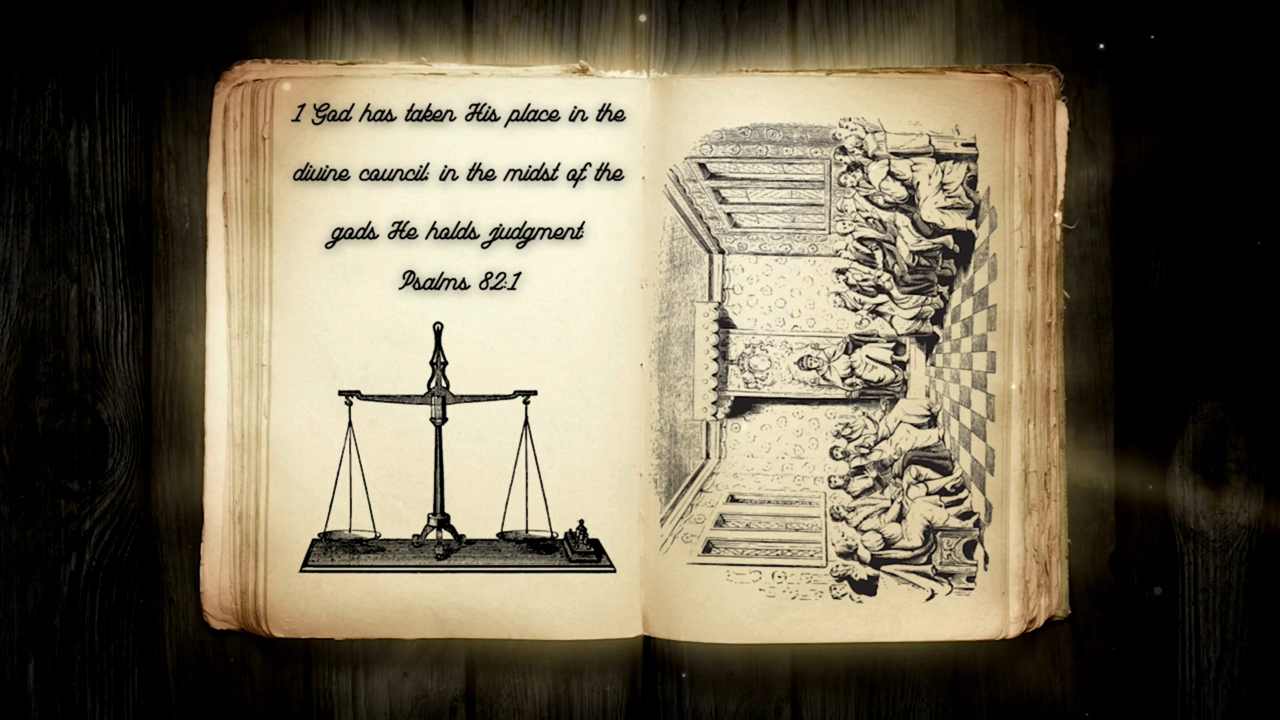 1 God has taken His place in the
divine council; in the midst of the
gods He holds judgment:
Psalms 82:1